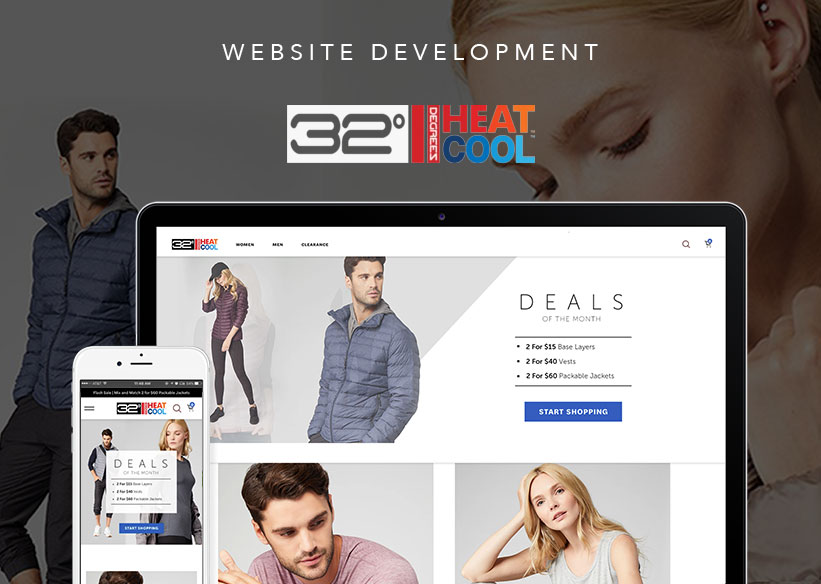 WEBSITE DEVELOPMENT
32° DEGREES HEAT
COOL
32° HEAT
COOL
WOMEN MEN CLEARANCE
DEALS
OF THE MONTH
2 For $15 Base Layers
2 For $40 Vests
2 For $60 Packable Jackets
START SHOPPING
11:08 AM
Flash Sale | Mix and Match 2 for $60 Packable Jackets
32° HEAT
COOL
DEALS
OF THE MONTH
2 For $15 Base Layers
2 For $40 Vests
2 For $60 Packable Jackets
START SHOPPING